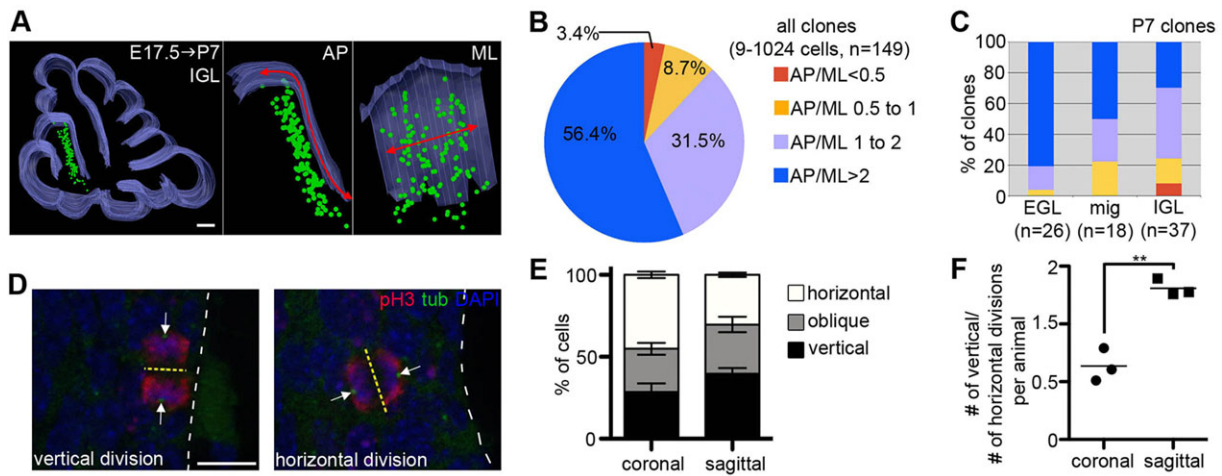 A
E17.5→P7
IGL
AP
ML
B
all clones
(9-1024 cells, n=149)
3.4%
8.7%
31.5%
56.4%
AP/ML<0.5
AP/ML 0.5 to 1
AP/ML 1 to 2
AP/ML>2
C
P7 clones
% of clones
100
80
60
40
20
0
EGL
mig
IGL
(n=26)
(n=18)
(n=37)
D
pH3 tub DAPI
vertical division
horizontal division
E
% of cells
100
50
0
horizontal
oblique
vertical
coronal
sagittal
F
# of vertical/
# of horizontal divisions
per animal
2
1.5
0.5
0
**
coronal
sagittal